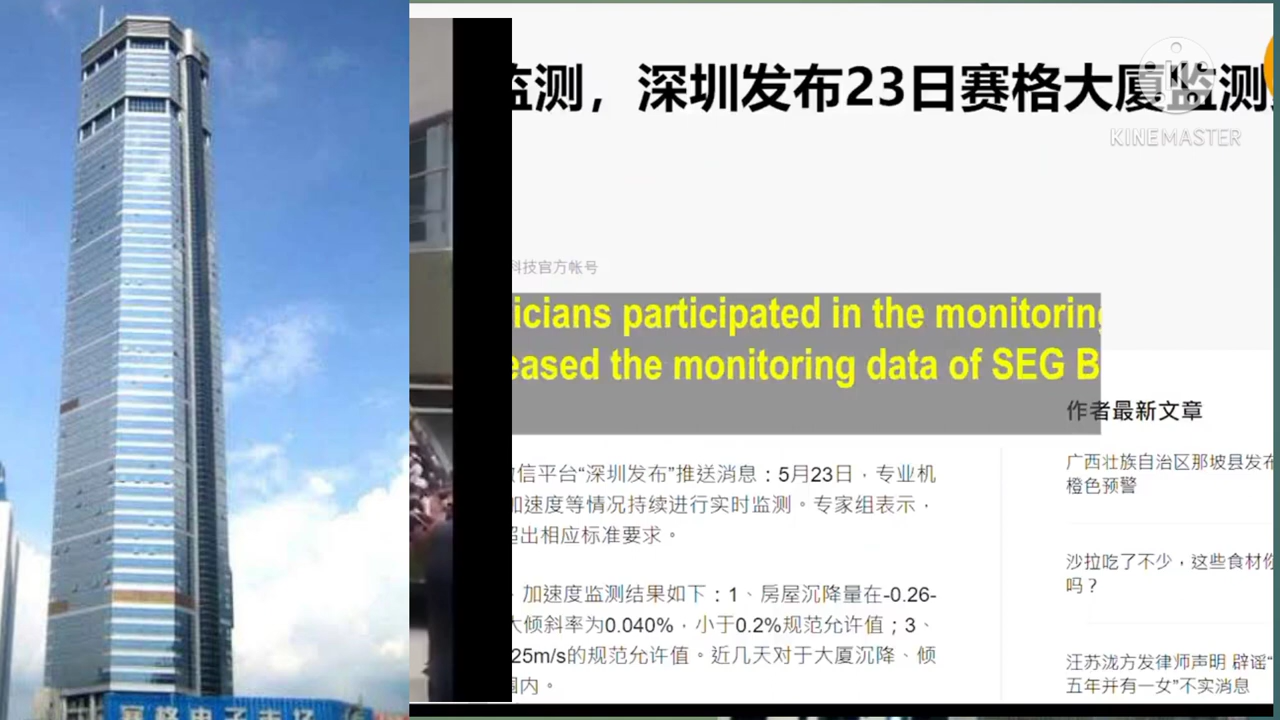 监测，深圳发布23日赛格大厦监测
KINEMASTER
科技官方帐号
icians participated in the monitoring
eased the monitoring data of SEG B
作者最新文章
广西壮族自治区那坡县发布
橙色预警
信平台“深圳发布”推送消息：5月23日，专业机
加速度等情况持续进行实时监测。专家组表示，
超出相应标准要求。
沙拉吃了不少，这些食材你
吗？
、加速度监测结果如下：1、房屋沉降量在-0.26-
大倾斜率为0.040%，小于0.2%规范允许值；3、
25m/s的规范允许值。近几天对于大厦沉降、倾
围内。
汪苏泷方发律师声明 辟谣“
五年并有一女”不实消息
赛格电子市场